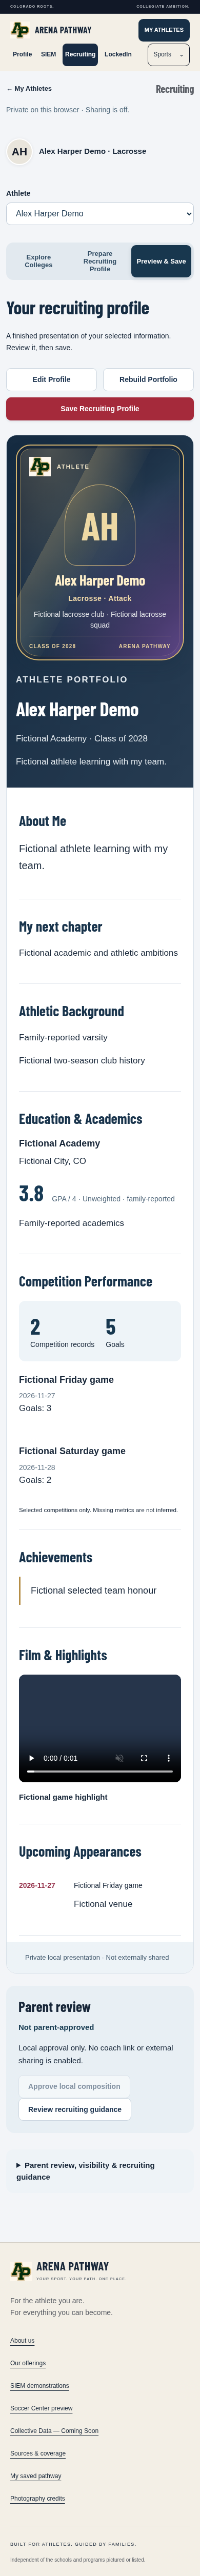 COLORADO ROOTS.
COLLEGIATE AMBITION.
AP
ARENA PATHWAY
MY ATHLETES
Profile
SIEM
Recruiting
LockedIn
Sports
← My Athletes
Recruiting
Private on this browser · Sharing is off.
AH
Alex Harper Demo · Lacrosse
Athlete
Alex Harper Demo
Explore
Colleges
Prepare
Recruiting
Profile
Preview & Save
Your recruiting profile
A finished presentation of your selected information.
Review it, then save.
Edit Profile
Rebuild Portfolio
Save Recruiting Profile
AP
ATHLETE
AH
Alex Harper Demo
Lacrosse · Attack
Fictional lacrosse club · Fictional lacrosse
squad
CLASS OF 2028
ARENA PATHWAY
ATHLETE PORTFOLIO
Alex Harper Demo
Fictional Academy · Class of 2028
Fictional athlete learning with my team.
About Me
Fictional athlete learning with my
team.
My next chapter
Fictional academic and athletic ambitions
Athletic Background
Family-reported varsity
Fictional two-season club history
Education & Academics
Fictional Academy
Fictional City, CO
3.8 GPA / 4 · Unweighted · family-reported
Family-reported academics
Competition Performance
2
Competition records
5
Goals
Fictional Friday game
2026-11-27
Goals: 3
Fictional Saturday game
2026-11-28
Goals: 2
Selected competitions only. Missing metrics are not inferred.
Achievements
Fictional selected team honour
Film & Highlights
0:00 / 0:01
Fictional game highlight
Upcoming Appearances
2026-11-27
Fictional Friday game
Fictional venue
Private local presentation · Not externally shared
Parent review
Not parent-approved
Local approval only. No coach link or external
sharing is enabled.
Approve local composition
Review recruiting guidance
Parent review, visibility & recruiting
guidance
AP
ARENA PATHWAY
YOUR SPORT. YOUR PATH. ONE PLACE.
For the athlete you are.
For everything you can become.
About us
Our offerings
SIEM demonstrations
Soccer Center preview
Collective Data — Coming Soon
Sources & coverage
My saved pathway
Photography credits
BUILT FOR ATHLETES. GUIDED BY FAMILIES.
Independent of the schools and programs pictured or listed.